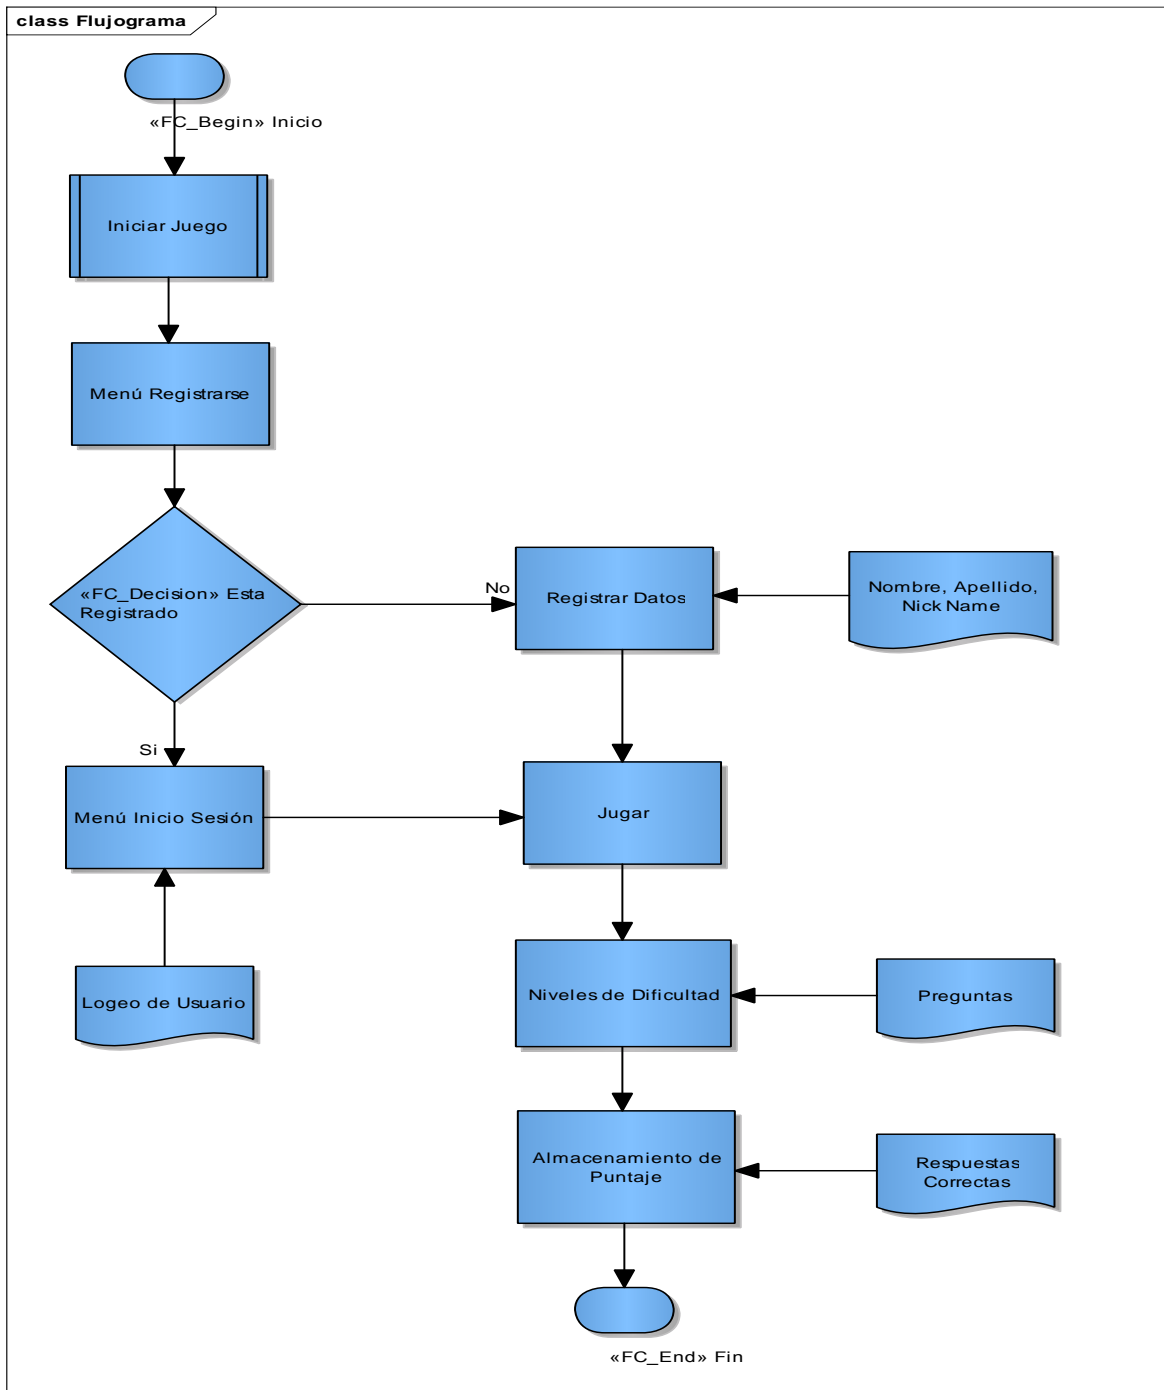 class Flujograma
«FC_Begin» Inicio
Iniciar Juego
Menú Registrarse
«FC_Decision» Esta
Registrado
No
Registrar Datos
Nombre, Apellido,
Nick Name
Si
Menú Inicio Sesión
Jugar
Logeo de Usuario
Niveles de Dificultad
Preguntas
Almacenamiento de
Puntaje
Respuestas
Correctas
«FC_End» Fin